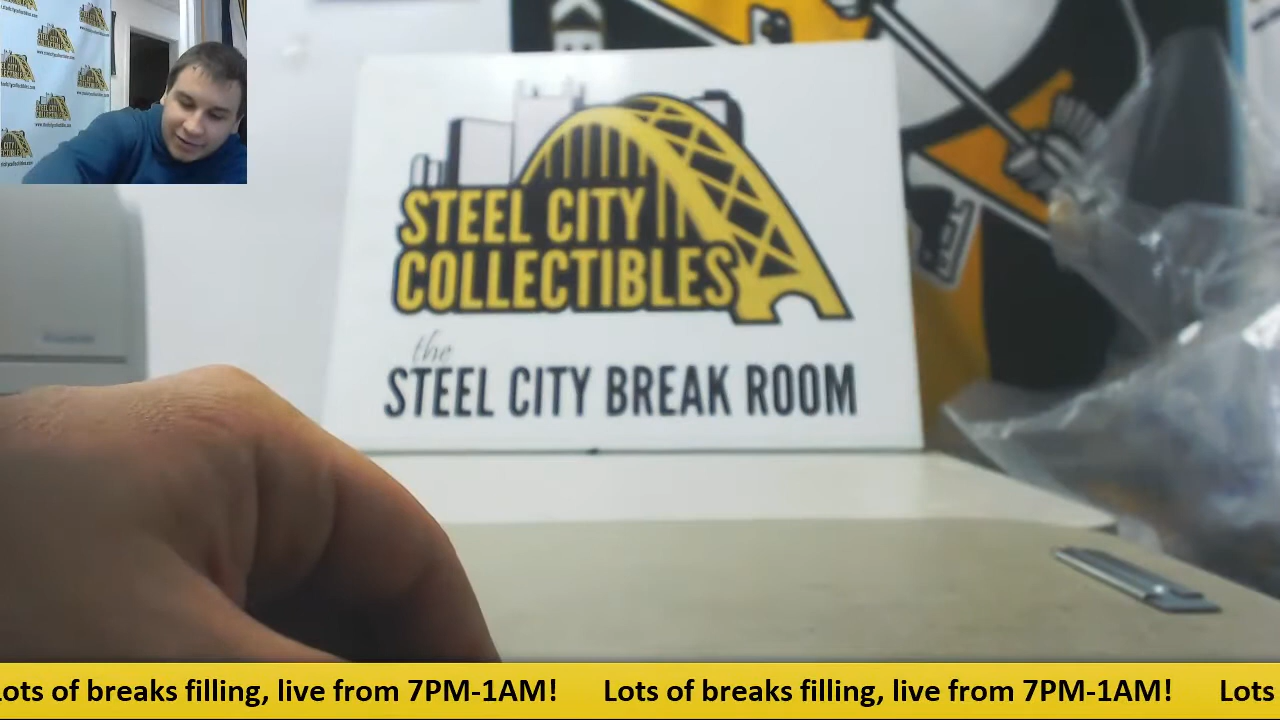 STEEL CITY
COLLECTIBLES
the
STEEL CITY BREAK ROOM
Lots of breaks filling, live from 7PM-1AM! Lots of breaks filling, live from 7PM-1AM! Lots